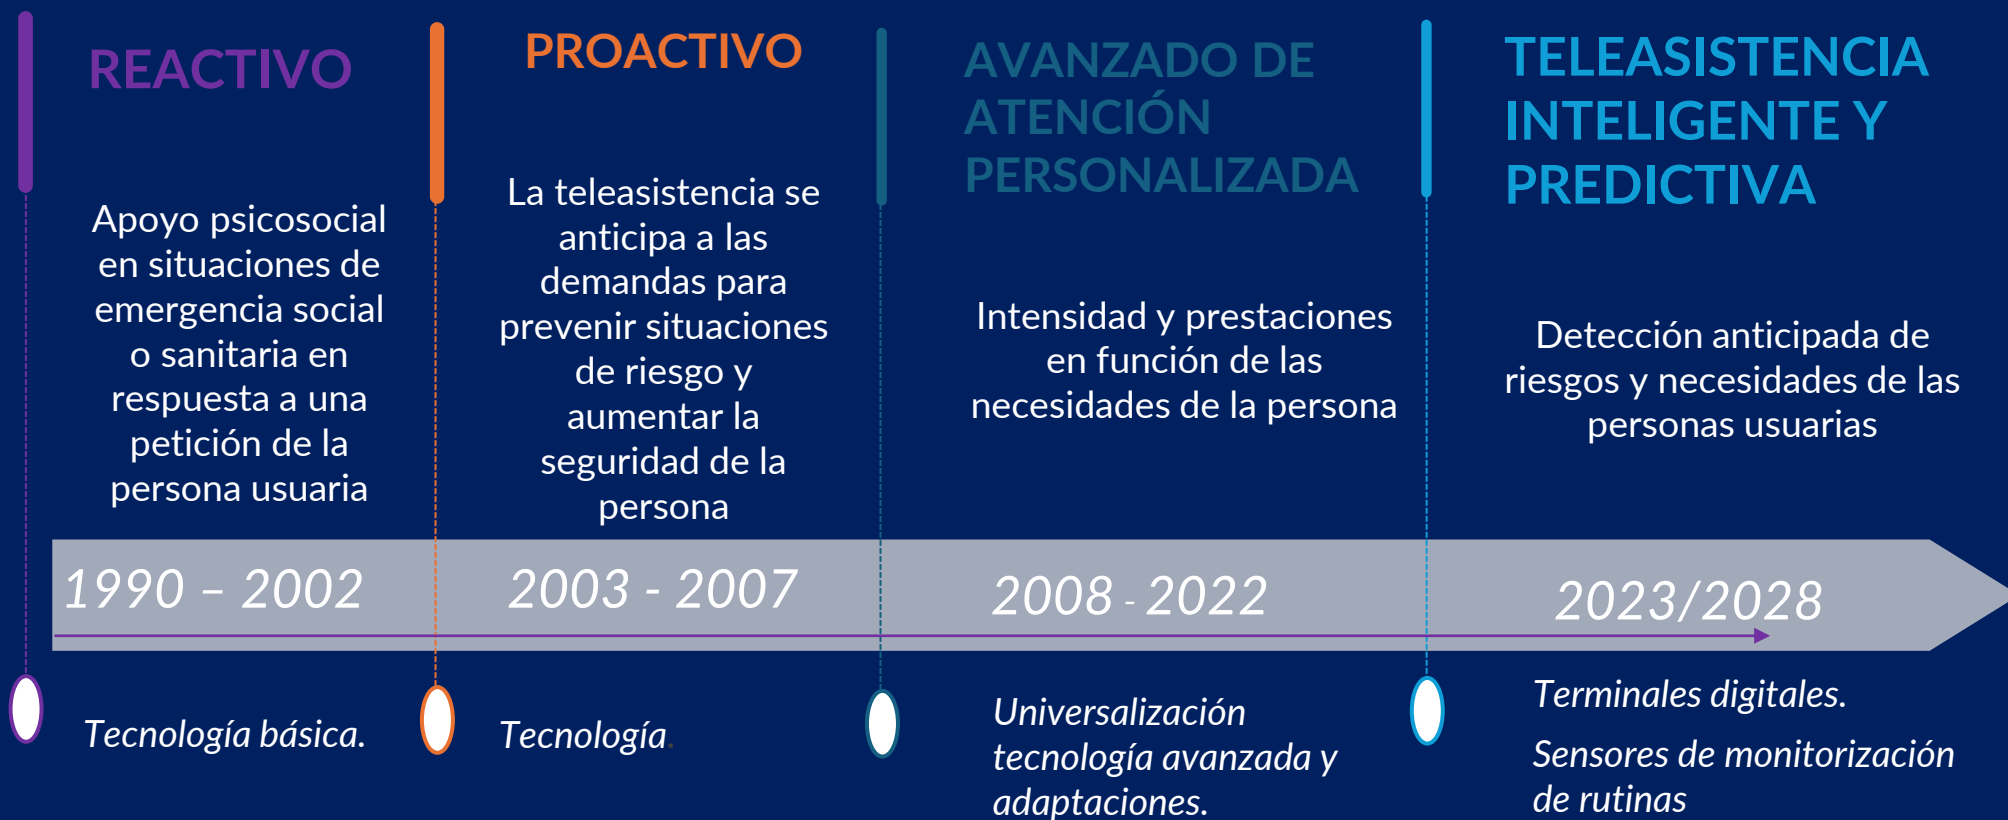 REACTIVO
Apoyo psicosocial
en situaciones de
emergencia social
o sanitaria en
respuesta a una
petición de la
persona usuaria
1990 – 2002
Tecnología básica.
PROACTIVO
La teleasistencia se
anticipa a las
demandas para
prevenir situaciones
de riesgo y
aumentar la
seguridad de la
persona
2003 - 2007
Tecnología.
AVANZADO DE
ATENCIÓN
PERSONALIZADA
Intensidad y prestaciones
en función de las
necesidades de la persona
2008 - 2022
Universalización
tecnología avanzada y
adaptaciones.
TELEASISTENCIA
INTELIGENTE Y
PREDICTIVA
Detección anticipada de
riesgos y necesidades de las
personas usuarias
2023/2028
Terminales digitales.
Sensores de monitorización
de rutinas